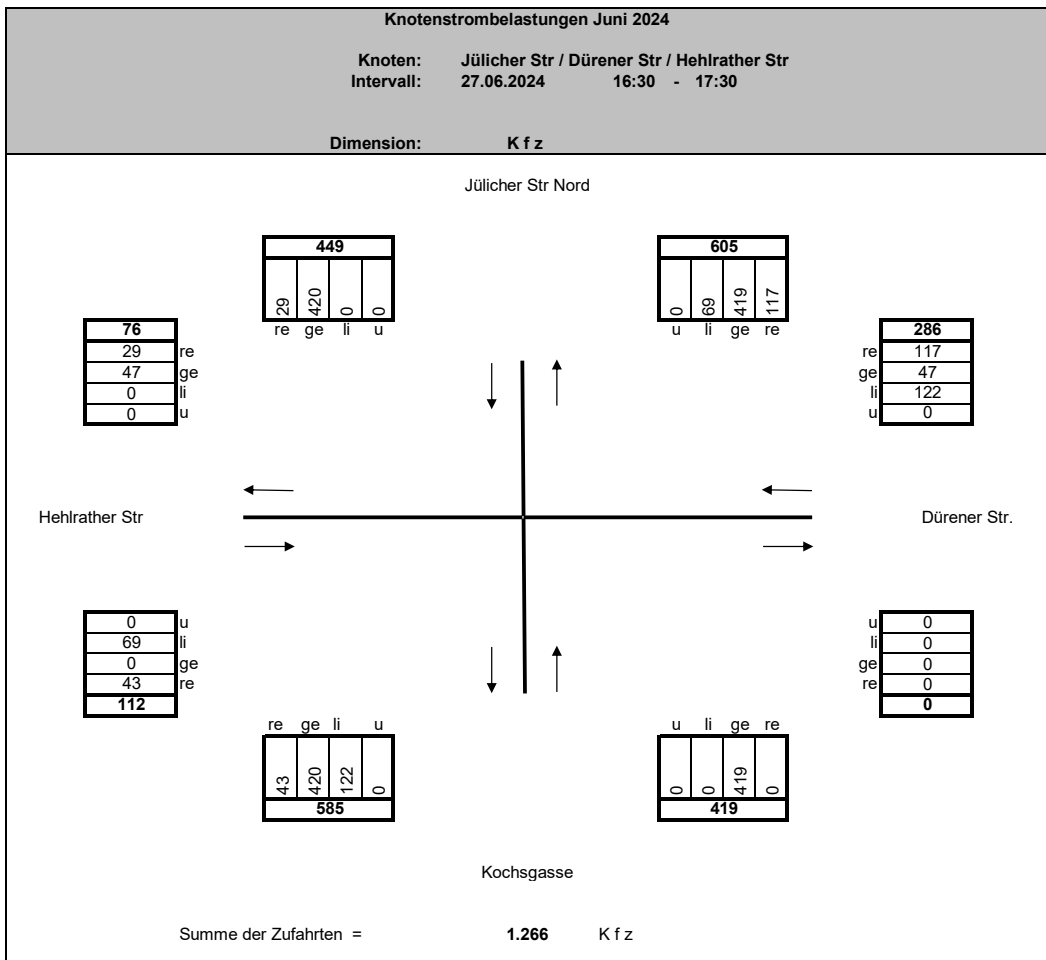 Knotenstrombelastungen Juni 2024
Knoten: Jülicher Str / Dürener Str / Hehlrather Str
Intervall: 27.06.2024 16:30 - 17:30
Dimension: K f z
Jülicher Str Nord
449 605
29 420 0 0 0 69 419 117
re ge li u u li ge re
76 286
29 re re 117
47 ge ge 47
0 li li 122
0 u u 0
Hehlrather Str Dürener Str.
0 u u 0
69 li li 0
0 ge ge 0
43 re re 0
112 0
re ge li u u li ge re
43 420 122 0 0 0 419 0
585 419
Kochsgasse
Summe der Zufahrten = 1.266 K f z